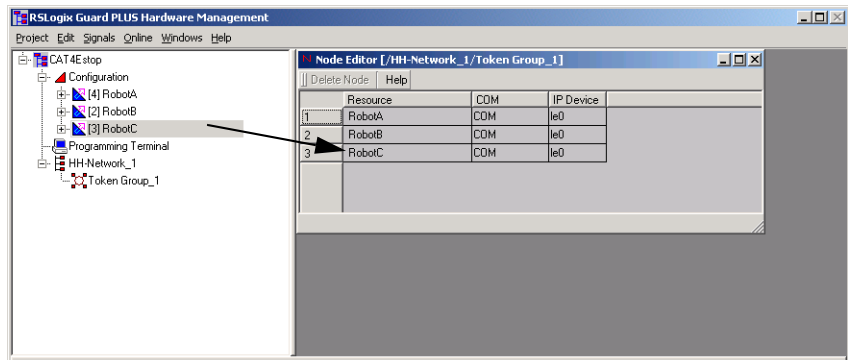 RSLogix Guard PLUS Hardware Management
Project Edit Signals Online Windows Help
CAT4Estop
Configuration
[4] RobotA
[2] RobotB
[3] RobotC
Programming Terminal
HH-Network_1
Token Group_1
Node Editor [/HH-Network_1/Token Group_1]
Delete Node Help
Resource COM IP Device
1 RobotA COM le0
2 RobotB COM le0
3 RobotC COM le0